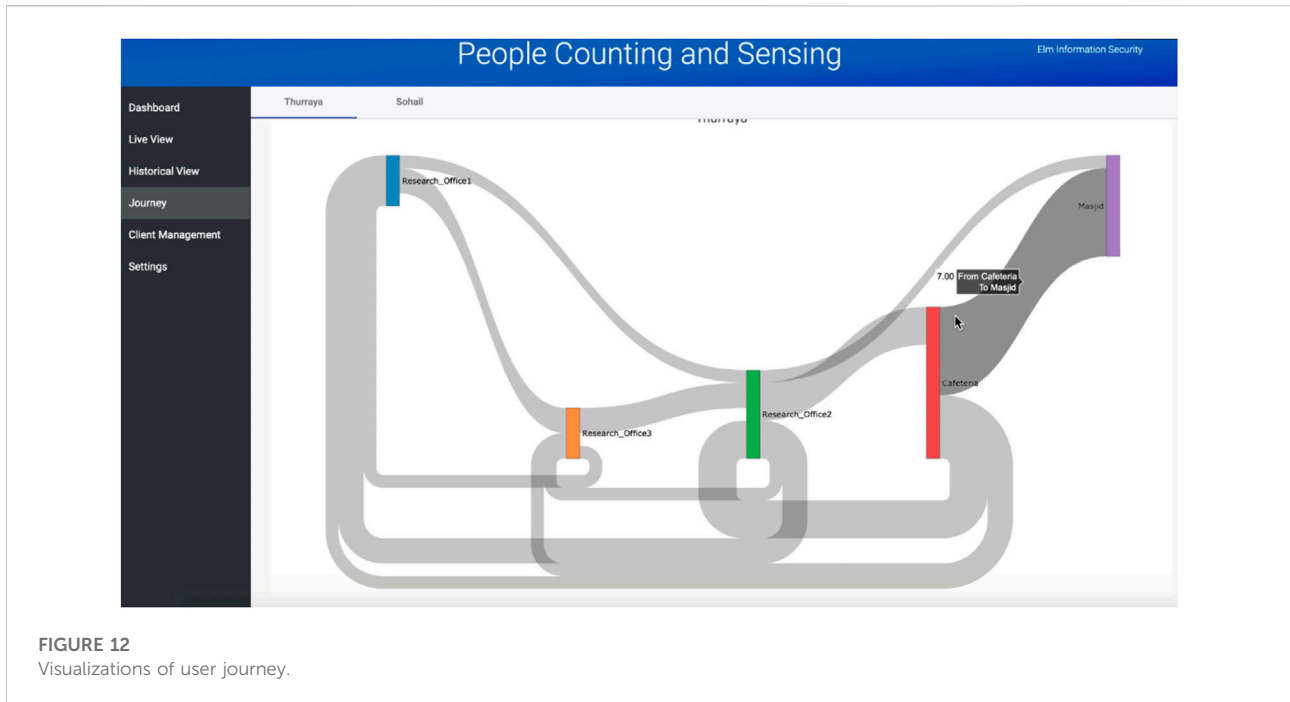 People Counting and Sensing
Elm Information Security
Dashboard
Live View
Historical View
Journey
Client Management
Settings
Thurraya
Sohail
Thurraya
Research_Office1
Masjid
7.00 From Cafeteria
To Masjid
Cafeteria
Research_Office2
Research_Office3
FIGURE 12
Visualizations of user journey.